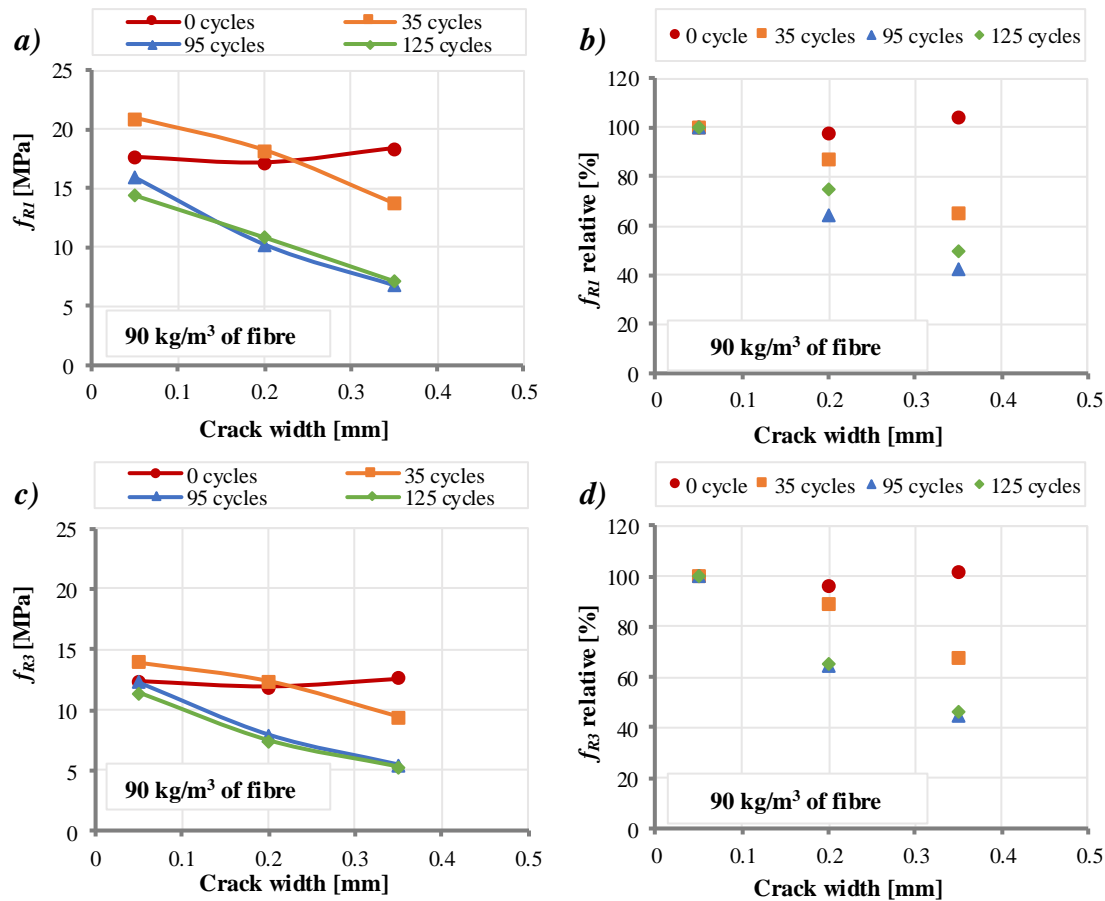 a)
0 cycles 35 cycles
95 cycles 125 cycles
25
20
15
10
5
0
fR1 [MPa]
90 kg/m³ of fibre
0 0.1 0.2 0.3 0.4 0.5
Crack width [mm]
b)
0 cycle 35 cycles 95 cycles 125 cycles
120
100
80
60
40
20
0
fR1 relative [%]
90 kg/m³ of fibre
0 0.1 0.2 0.3 0.4 0.5
Crack width [mm]
c)
0 cycles 35 cycles
95 cycles 125 cycles
25
20
15
10
5
0
fR3 [MPa]
90 kg/m³ of fibre
0 0.1 0.2 0.3 0.4 0.5
Crack width [mm]
d)
0 cycle 35 cycles 95 cycles 125 cycles
120
100
80
60
40
20
0
fR3 relative [%]
90 kg/m³ of fibre
0 0.1 0.2 0.3 0.4 0.5
Crack width [mm]